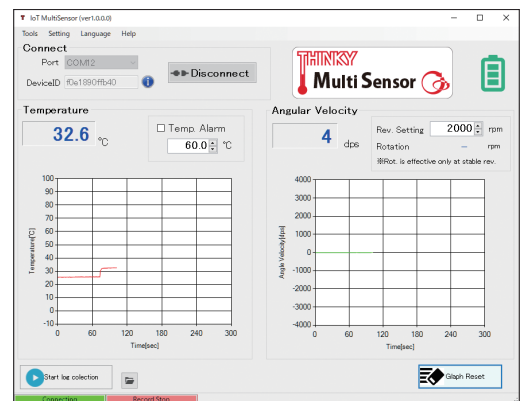 IoT MultiSensor (ver1.0.0.0)
Tools Setting Language Help
Connect
Port COM12
DeviceID f0e1890ffb40
Disconnect
THINKY
Multi Sensor
Temperature
32.6 ℃
Temp. Alarm
60.0 ℃
100
90
80
70
60
50
40
30
20
10
0
-10
Temperature[℃]
0 60 120 180 240 300
Time[sec]
Angular Velocity
4 dps
Rev. Setting 2000 rpm
Rotation – rpm
※Rot. is effective only at stable rev.
4000
3000
2000
1000
0
-1000
-2000
-3000
-4000
Angle Velocity[dps]
0 60 120 180 240 300
Time[sec]
Start log colection
Glaph Reset
Connecting
Record Stop